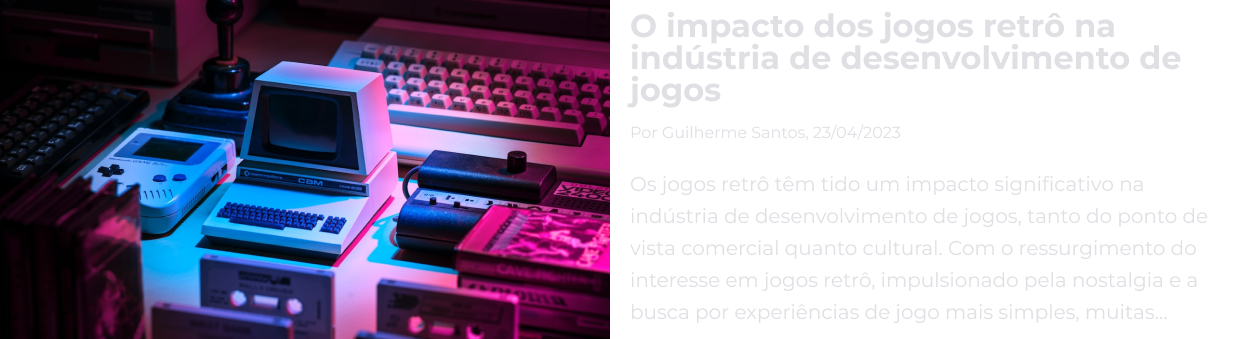 O impacto dos jogos retrô na
indústria de desenvolvimento de
jogos
Por Guilherme Santos, 23/04/2023
Os jogos retrô têm tido um impacto significativo na
indústria de desenvolvimento de jogos, tanto do ponto de
vista comercial quanto cultural. Com o ressurgimento do
interesse em jogos retrô, impulsionado pela nostalgia e a
busca por experiências de jogo mais simples, muitas...
CBM